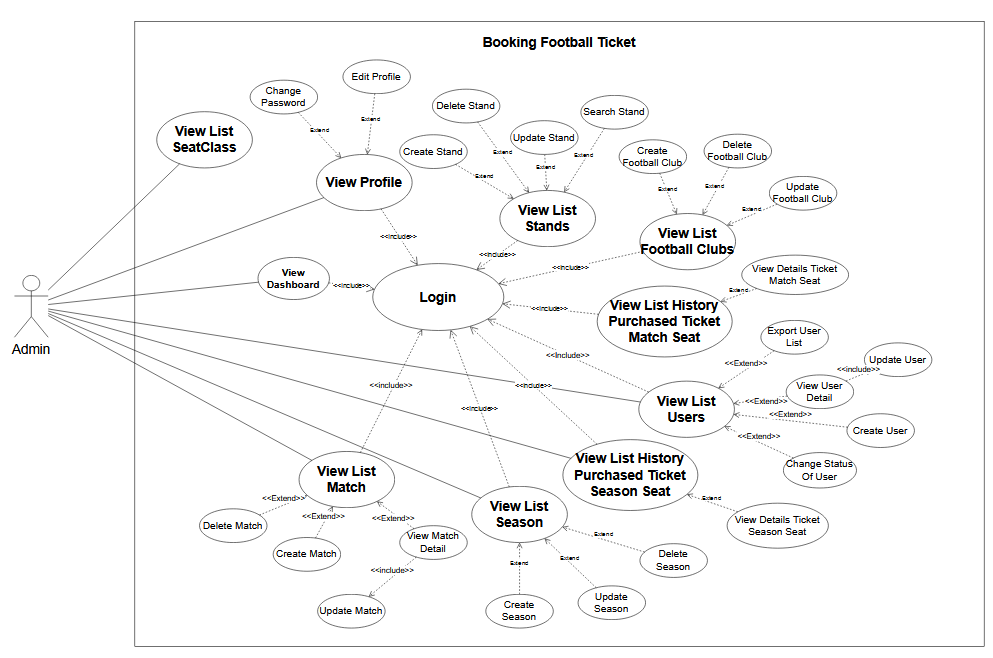 Booking Football Ticket
Edit Profile
Change
Password
Extend
Extend
View List
SeatClass
View Profile
Delete Stand
Search Stand
Update Stand
Create Stand
Extend
Extend
Extend
Extend
View List
Stands
Create
Football Club
Delete
Football Club
Update
Football Club
Extend
Extend
Extend
View List
Football Clubs
<<include>>
<<include>>
<<include>>
View
Dashboard
<<include>>
Login
Admin
View Details Ticket
Match Seat
Extend
View List History
Purchased Ticket
Match Seat
<<include>>
Export User
List
<<Extend>>
Update User
<<include>>
View User
Detail
<<Extend>>
<<Extend>>
Create User
<<Extend>>
Change Status
Of User
View List
Users
<<Include>>
<<include>>
<<include>>
<<include>>
View List History
Purchased Ticket
Season Seat
Extend
View Details Ticket
Season Seat
View List
Match
<<Extend>>
<<Extend>>
<<Extend>>
Delete Match
Create Match
View Match
Detail
<<include>>
Update Match
View List
Season
Extend
Extend
Extend
Delete
Season
Update
Season
Create
Season